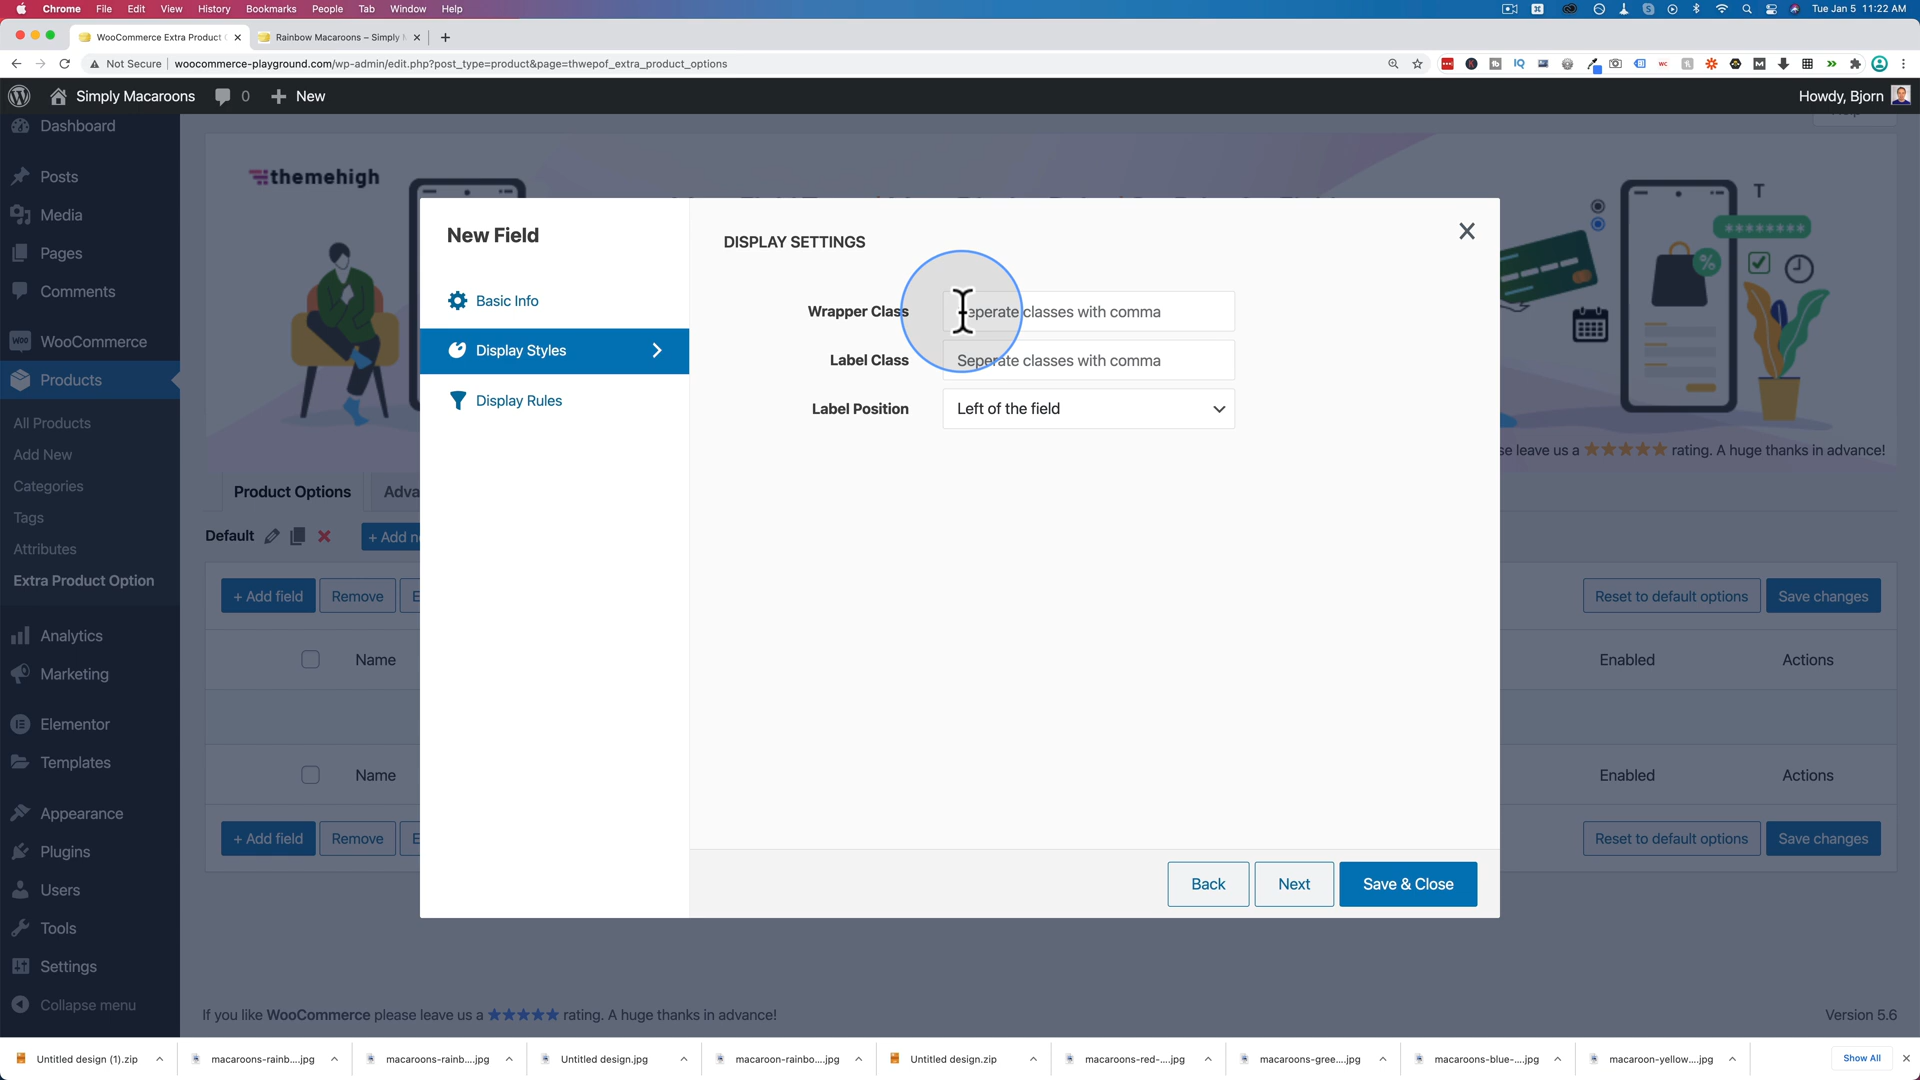 Chrome File Edit View History Bookmarks People Tab Window Help
Tue Jan 5 11:22 AM
WooCommerce Extra Product
Rainbow Macaroons – Simply
Not Secure
woocommerce-playground.com/wp-admin/edit.php?post_type=product&page=thwepof_extra_product_options
Simply Macaroons 0 New
Howdy, Bjorn
Dashboard
Posts
Media
Pages
Comments
WooCommerce
Products
All Products
Add New
Categories
Tags
Attributes
Extra Product Option
Analytics
Marketing
Elementor
Templates
Appearance
Plugins
Users
Tools
Settings
Collapse menu
themehigh
T
se leave us a ★★★★★ rating. A huge thanks in advance!
Product Options
Adva
Default
+ Add n
+ Add field
Remove
E
Reset to default options
Save changes
Name
Enabled
Actions
Name
Enabled
Actions
+ Add field
Remove
E
Reset to default options
Save changes
New Field
Basic Info
Display Styles
Display Rules
DISPLAY SETTINGS
Wrapper Class
eperate classes with comma
Label Class
Seperate classes with comma
Label Position
Left of the field
Back
Next
Save & Close
If you like WooCommerce please leave us a ★★★★★ rating. A huge thanks in advance!
Version 5.6
Untitled design (1).zip
macaroons-rainb....jpg
macaroons-rainb....jpg
Untitled design.jpg
macaroon-rainbo....jpg
Untitled design.zip
macaroons-red-....jpg
macaroons-gree....jpg
macaroons-blue-....jpg
macaroon-yellow....jpg
Show All